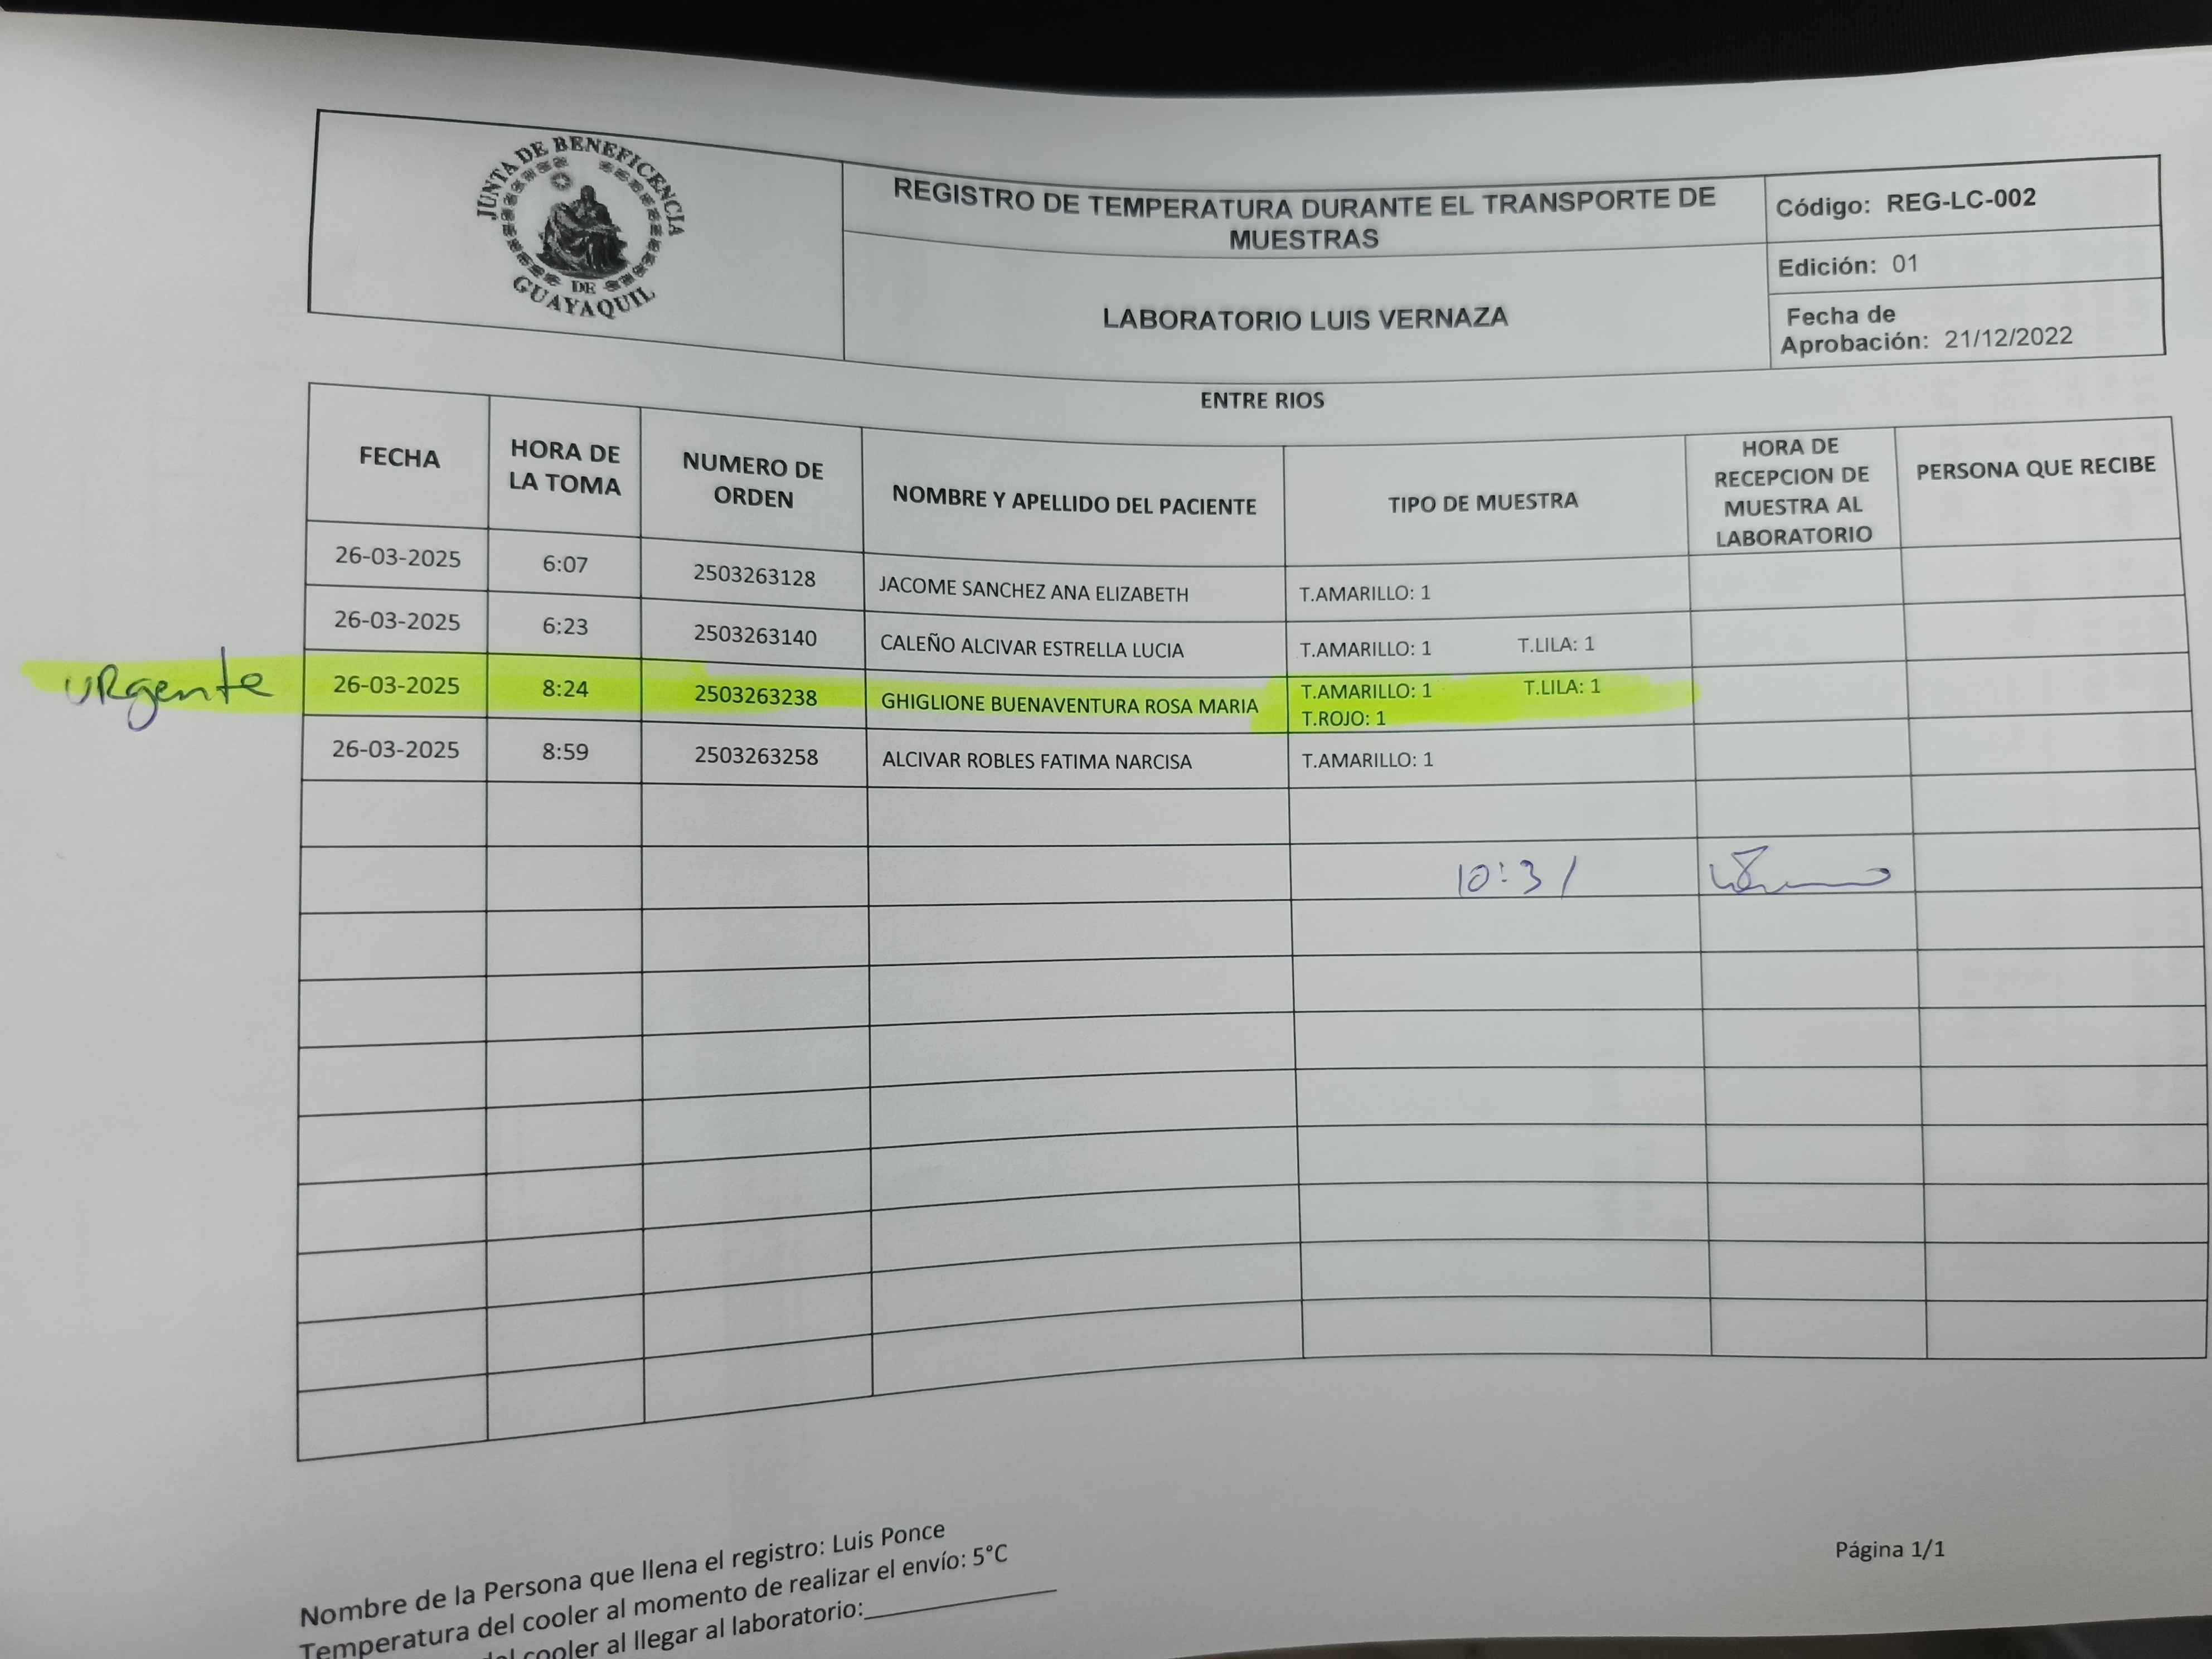 JUNTA DE BENEFICENCIA
DE
GUAYAQUIL
REGISTRO DE TEMPERATURA DURANTE EL TRANSPORTE DE
MUESTRAS
LABORATORIO LUIS VERNAZA
Código: REG-LC-002
Edición: 01
Fecha de
Aprobación: 21/12/2022
ENTRE RIOS
FECHA
HORA DE
LA TOMA
NUMERO DE
ORDEN
NOMBRE Y APELLIDO DEL PACIENTE
TIPO DE MUESTRA
HORA DE
RECEPCION DE
MUESTRA AL
LABORATORIO
PERSONA QUE RECIBE
26-03-2025 6:07 2503263128 JACOME SANCHEZ ANA ELIZABETH T.AMARILLO: 1
26-03-2025 6:23 2503263140 CALEÑO ALCIVAR ESTRELLA LUCIA T.AMARILLO: 1 T.LILA: 1
URgente 26-03-2025 8:24 2503263238 GHIGLIONE BUENAVENTURA ROSA MARIA T.AMARILLO: 1 T.LILA: 1
T.ROJO: 1
26-03-2025 8:59 2503263258 ALCIVAR ROBLES FATIMA NARCISA T.AMARILLO: 1
10:31
Nombre de la Persona que llena el registro: Luis Ponce
Temperatura del cooler al momento de realizar el envío: 5°C
del cooler al llegar al laboratorio:
Página 1/1